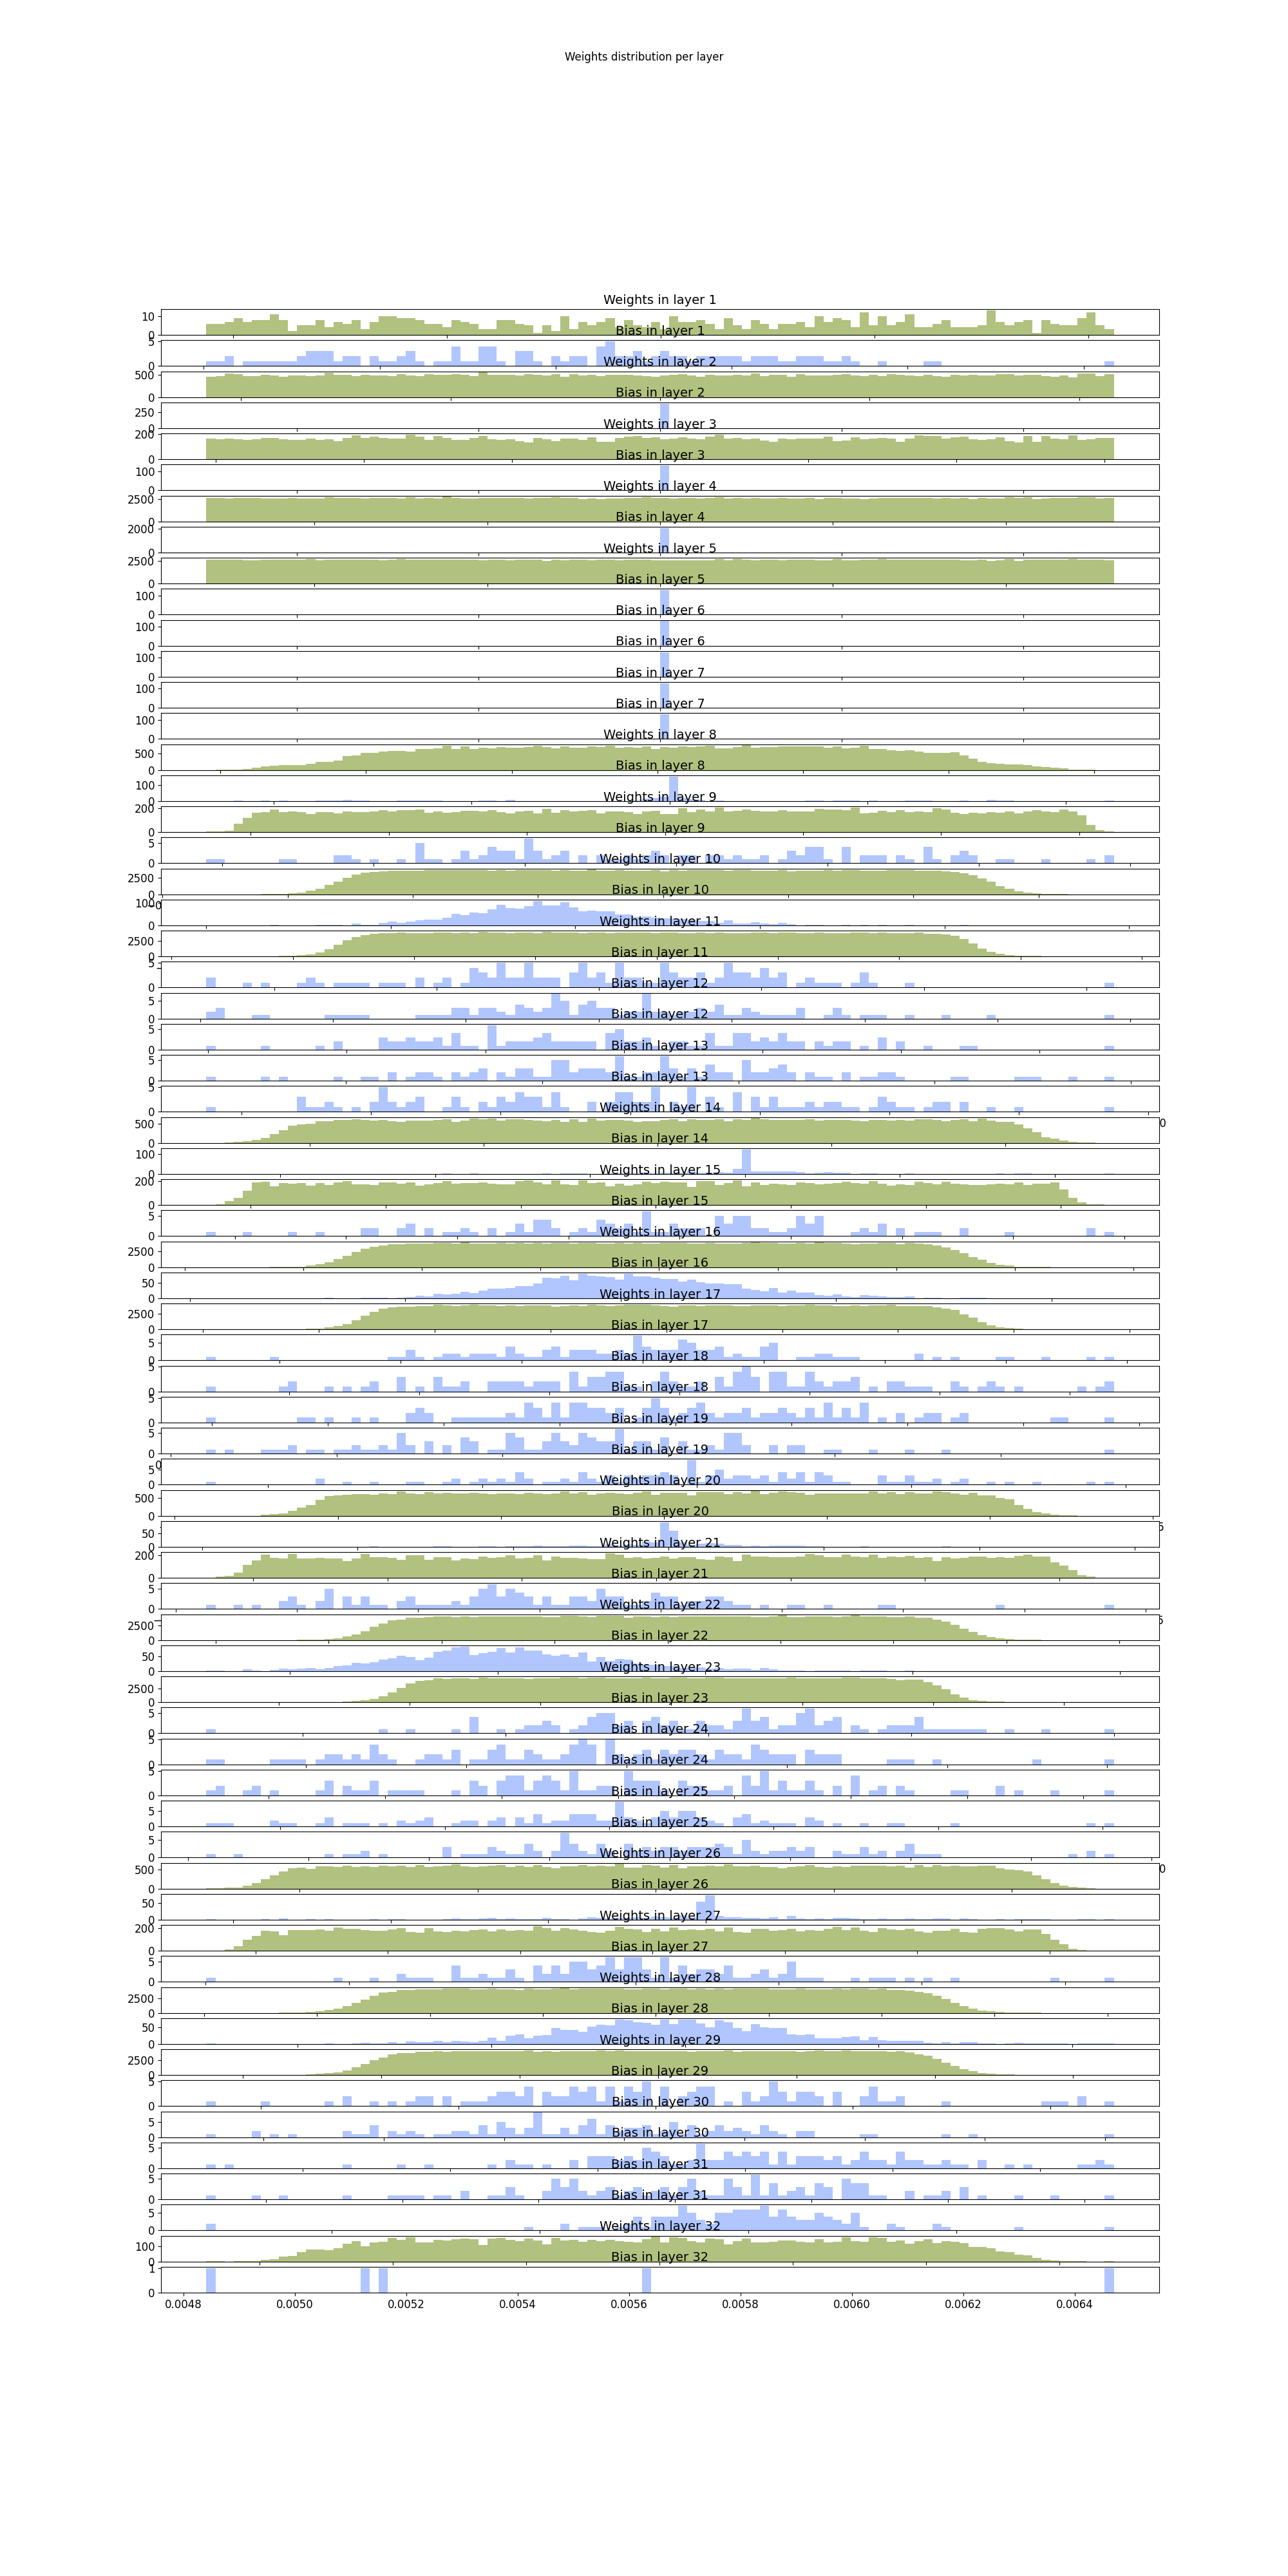 Weights distribution per layer
Weights in layer 1
10
0
Bias in layer 1
5
0
Weights in layer 2
500
0
Bias in layer 2
250
0
Weights in layer 3
200
0
Bias in layer 3
100
0
Weights in layer 4
2500
0
Bias in layer 4
2000
0
Weights in layer 5
2500
0
Bias in layer 5
100
0
Bias in layer 6
100
0
Bias in layer 6
100
0
Bias in layer 7
100
0
Bias in layer 7
100
0
Weights in layer 8
500
0
Bias in layer 8
100
0
Weights in layer 9
200
0
Bias in layer 9
5
0
Weights in layer 10
2500
0
Bias in layer 10
100
0
Weights in layer 11
2500
0
Bias in layer 11
5
0
Bias in layer 12
5
0
Bias in layer 12
5
0
Bias in layer 13
5
0
Bias in layer 13
5
0
Weights in layer 14
500
0
Bias in layer 14
100
0
Weights in layer 15
200
0
Bias in layer 15
5
0
Weights in layer 16
2500
0
Bias in layer 16
50
0
Weights in layer 17
2500
0
Bias in layer 17
5
0
Bias in layer 18
5
0
Bias in layer 18
5
0
Bias in layer 19
5
0
Bias in layer 19
5
0
Weights in layer 20
500
0
Bias in layer 20
50
0
Weights in layer 21
200
0
Bias in layer 21
5
0
Weights in layer 22
2500
0
Bias in layer 22
50
0
Weights in layer 23
2500
0
Bias in layer 23
5
0
Bias in layer 24
5
0
Bias in layer 24
5
0
Bias in layer 25
5
0
Bias in layer 25
5
0
Weights in layer 26
500
0
Bias in layer 26
50
0
Weights in layer 27
200
0
Bias in layer 27
5
0
Weights in layer 28
2500
0
Bias in layer 28
50
0
Weights in layer 29
2500
0
Bias in layer 29
5
0
Bias in layer 30
5
0
Bias in layer 30
5
0
Bias in layer 31
5
0
Bias in layer 31
5
0
Weights in layer 32
100
0
Bias in layer 32
1
0
0.0048 0.0050 0.0052 0.0054 0.0056 0.0058 0.0060 0.0062 0.0064